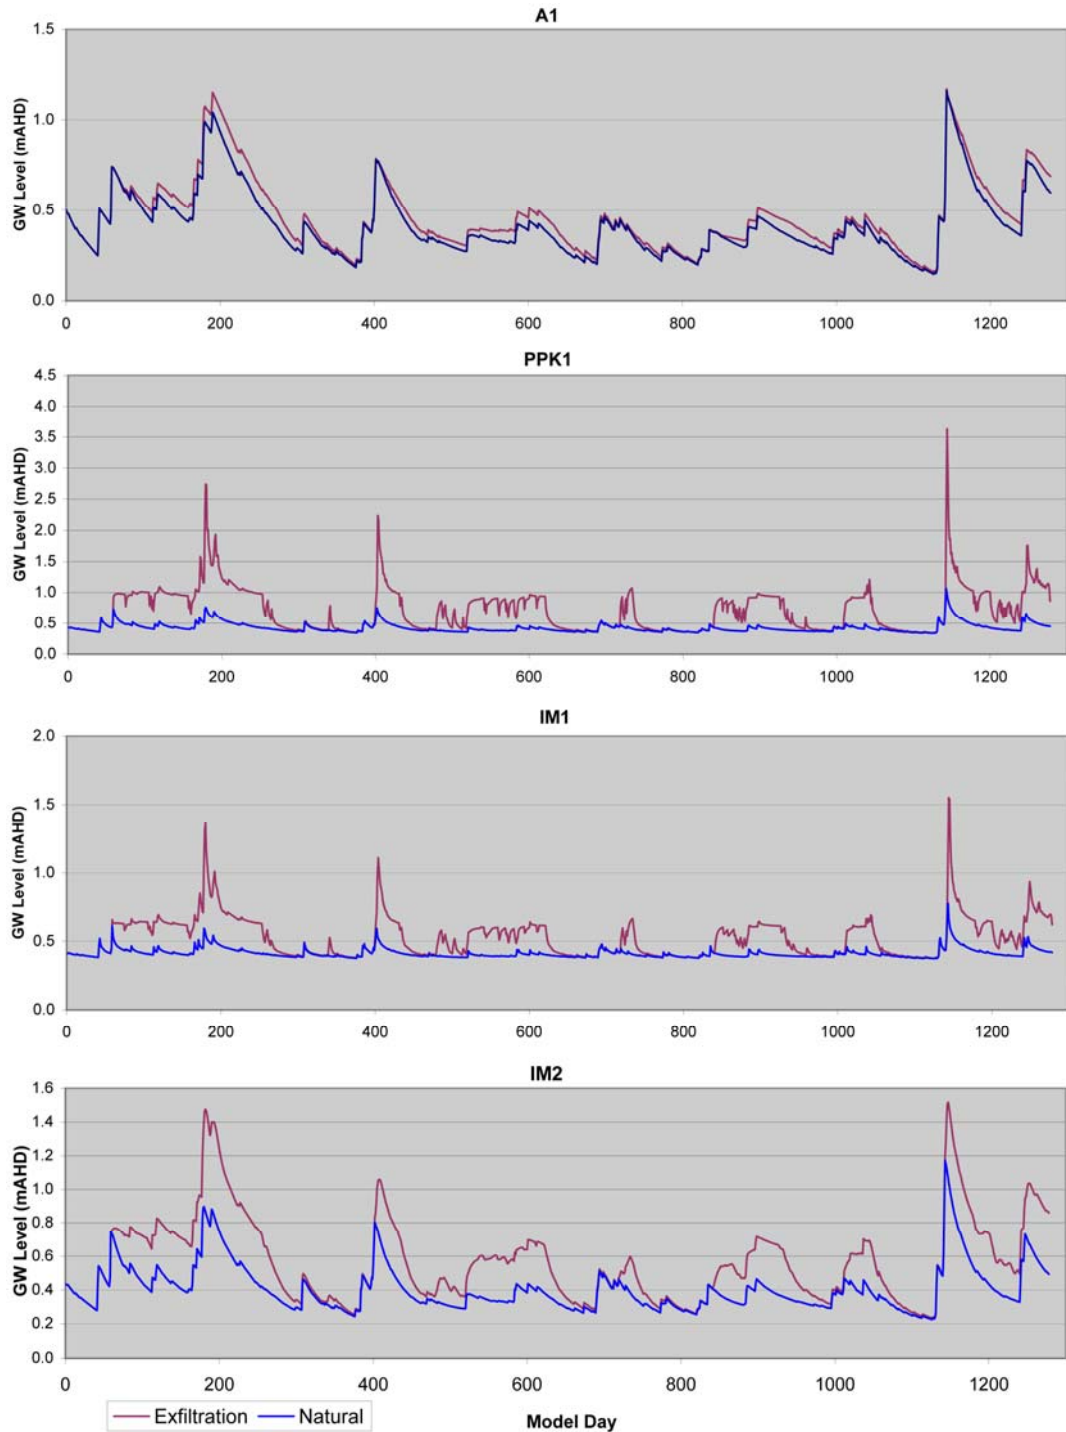 A1
1.5
1.0
0.5
0.0
GW Level (mAHD)
0 200 400 600 800 1000 1200
PPK1
4.5
4.0
3.5
3.0
2.5
2.0
1.5
1.0
0.5
0.0
GW Level (mAHD)
0 200 400 600 800 1000 1200
IM1
2.0
1.5
1.0
0.5
0.0
GW Level (mAHD)
0 200 400 600 800 1000 1200
IM2
1.6
1.4
1.2
1.0
0.8
0.6
0.4
0.2
0.0
GW Level (mAHD)
0 200 400 600 800 1000 1200
Exfiltration Natural
Model Day